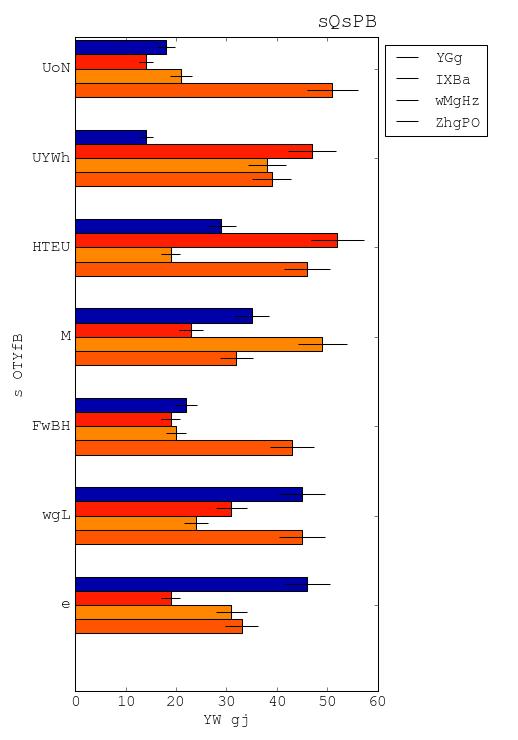 sQsPB
YGg
IXBa
wMgHz
ZhgPO
UoN
UYWh
HTEU
M
FwBH
wgL
e
s OTYfB
0 10 20 30 40 50 60
YW gj